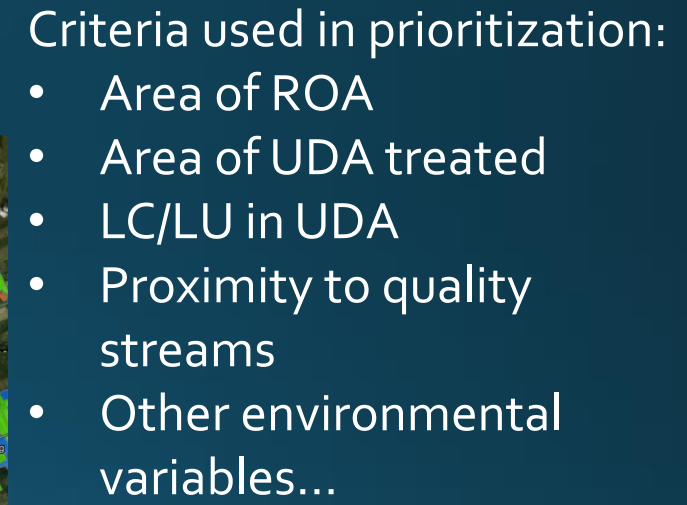 Criteria used in prioritization:
• Area of ROA
• Area of UDA treated
• LC/LU in UDA
• Proximity to quality
streams
• Other environmental
variables...